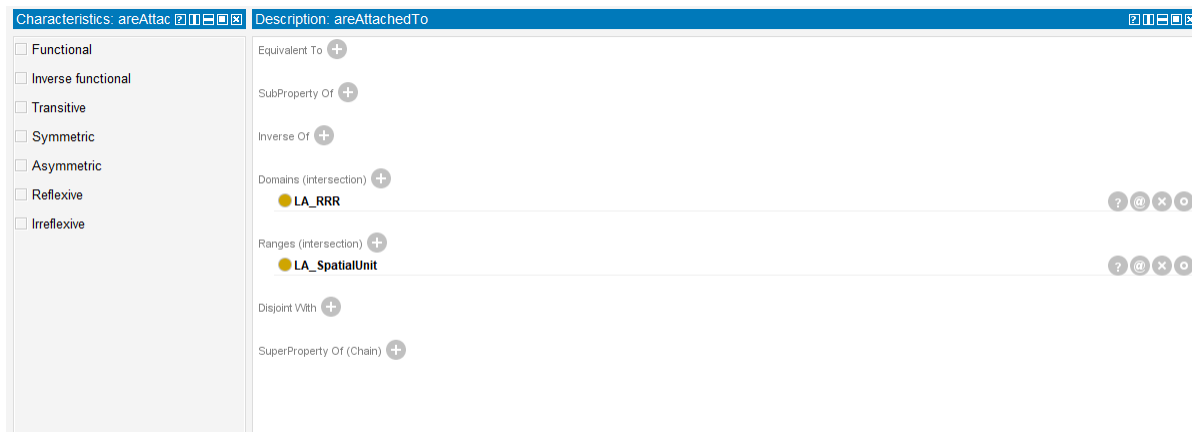 Characteristics: areAttac
Description: areAttachedTo
Functional
Inverse functional
Transitive
Symmetric
Asymmetric
Reflexive
Irreflexive
Equivalent To
SubProperty Of
Inverse Of
Domains (intersection)
LA_RRR
Ranges (intersection)
LA_SpatialUnit
Disjoint With
SuperProperty Of (Chain)